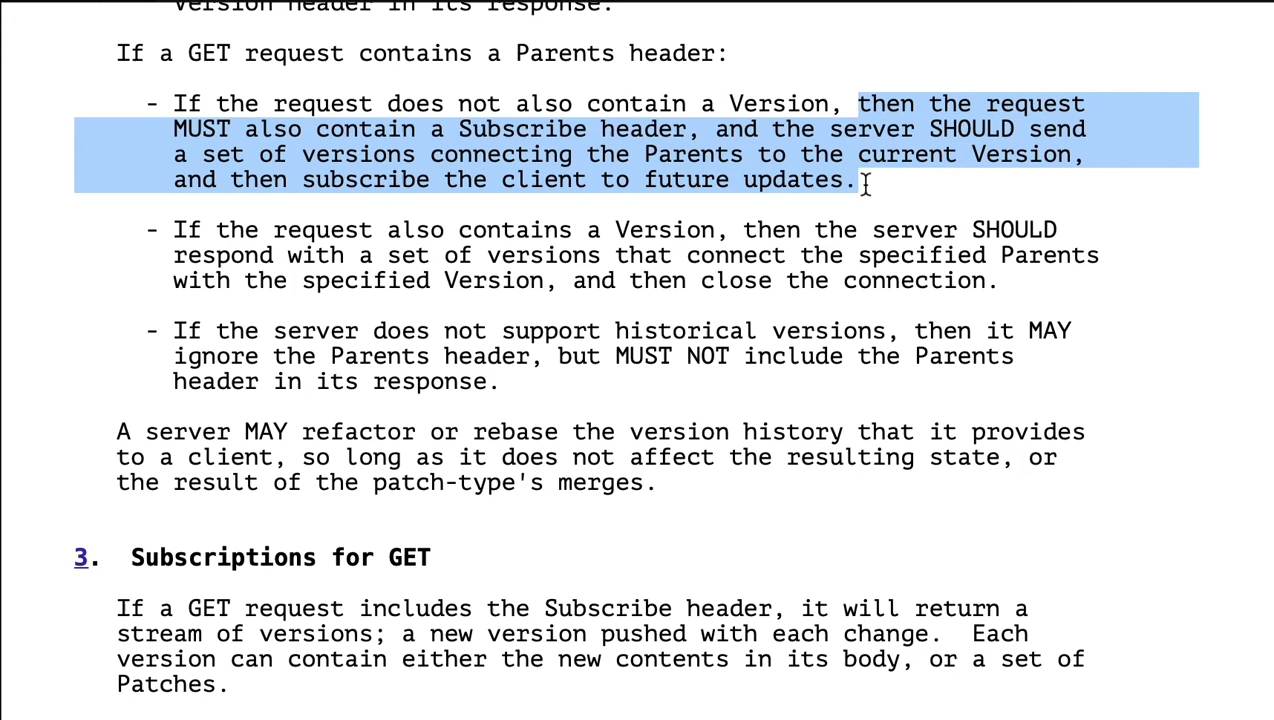 version header in its response.
If a GET request contains a Parents header:
- If the request does not also contain a Version, then the request
MUST also contain a Subscribe header, and the server SHOULD send
a set of versions connecting the Parents to the current Version,
and then subscribe the client to future updates.
- If the request also contains a Version, then the server SHOULD
respond with a set of versions that connect the specified Parents
with the specified Version, and then close the connection.
- If the server does not support historical versions, then it MAY
ignore the Parents header, but MUST NOT include the Parents
header in its response.
A server MAY refactor or rebase the version history that it provides
to a client, so long as it does not affect the resulting state, or
the result of the patch-type's merges.
3. Subscriptions for GET
If a GET request includes the Subscribe header, it will return a
stream of versions; a new version pushed with each change. Each
version can contain either the new contents in its body, or a set of
Patches.